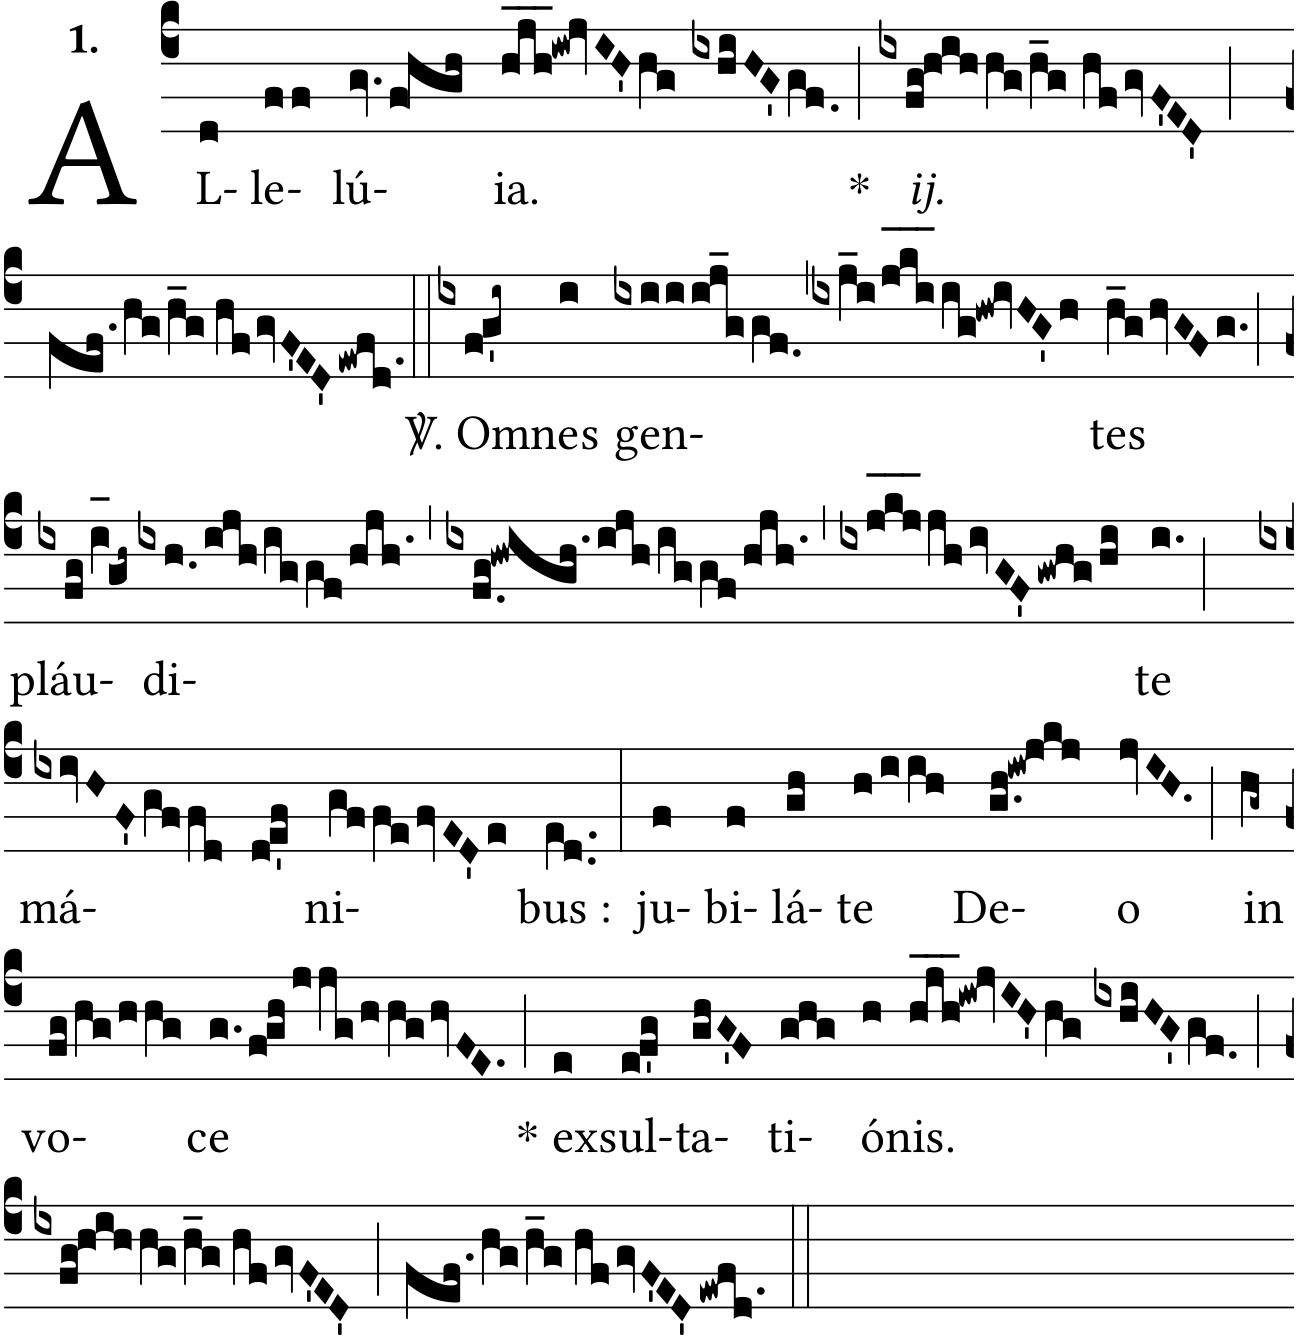 1.
AL- le- lú- ia. * ij.
℣. Omnes gen- tes
pláu- di- te
má- ni- bus : ju- bi- lá- te De- o in
vo- ce * exsul-ta- ti- ónis.